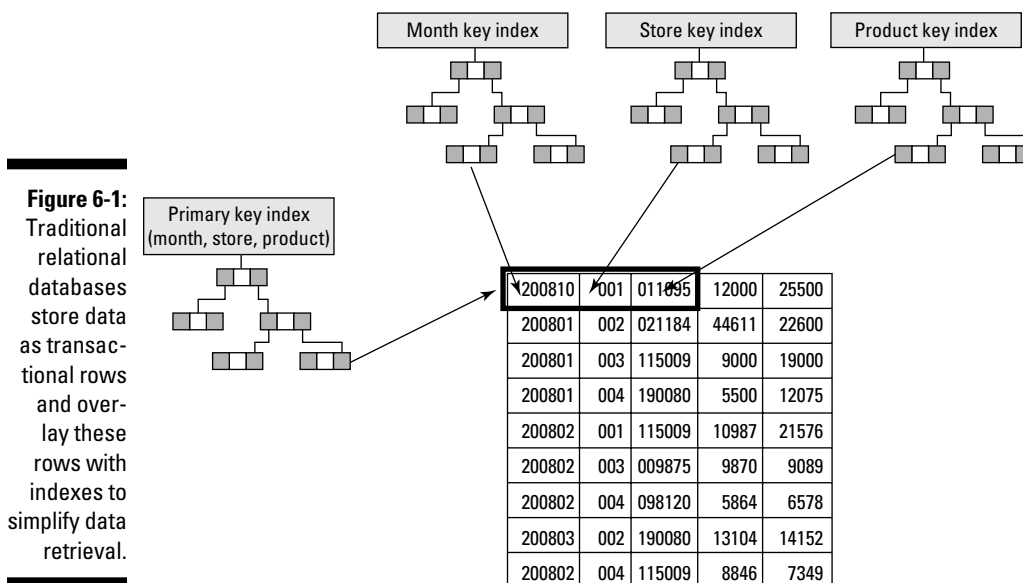 Month key index
Store key index
Product key index
Figure 6-1:
Traditional
relational
databases
store data
as transac-
tional rows
and over-
lay these
rows with
indexes to
simplify data
retrieval.
Primary key index
(month, store, product)
200810 001 011095 12000 25500
200801 002 021184 44611 22600
200801 003 115009 9000 19000
200801 004 190080 5500 12075
200802 001 115009 10987 21576
200802 003 009875 9870 9089
200802 004 098120 5864 6578
200803 002 190080 13104 14152
200802 004 115009 8846 7349